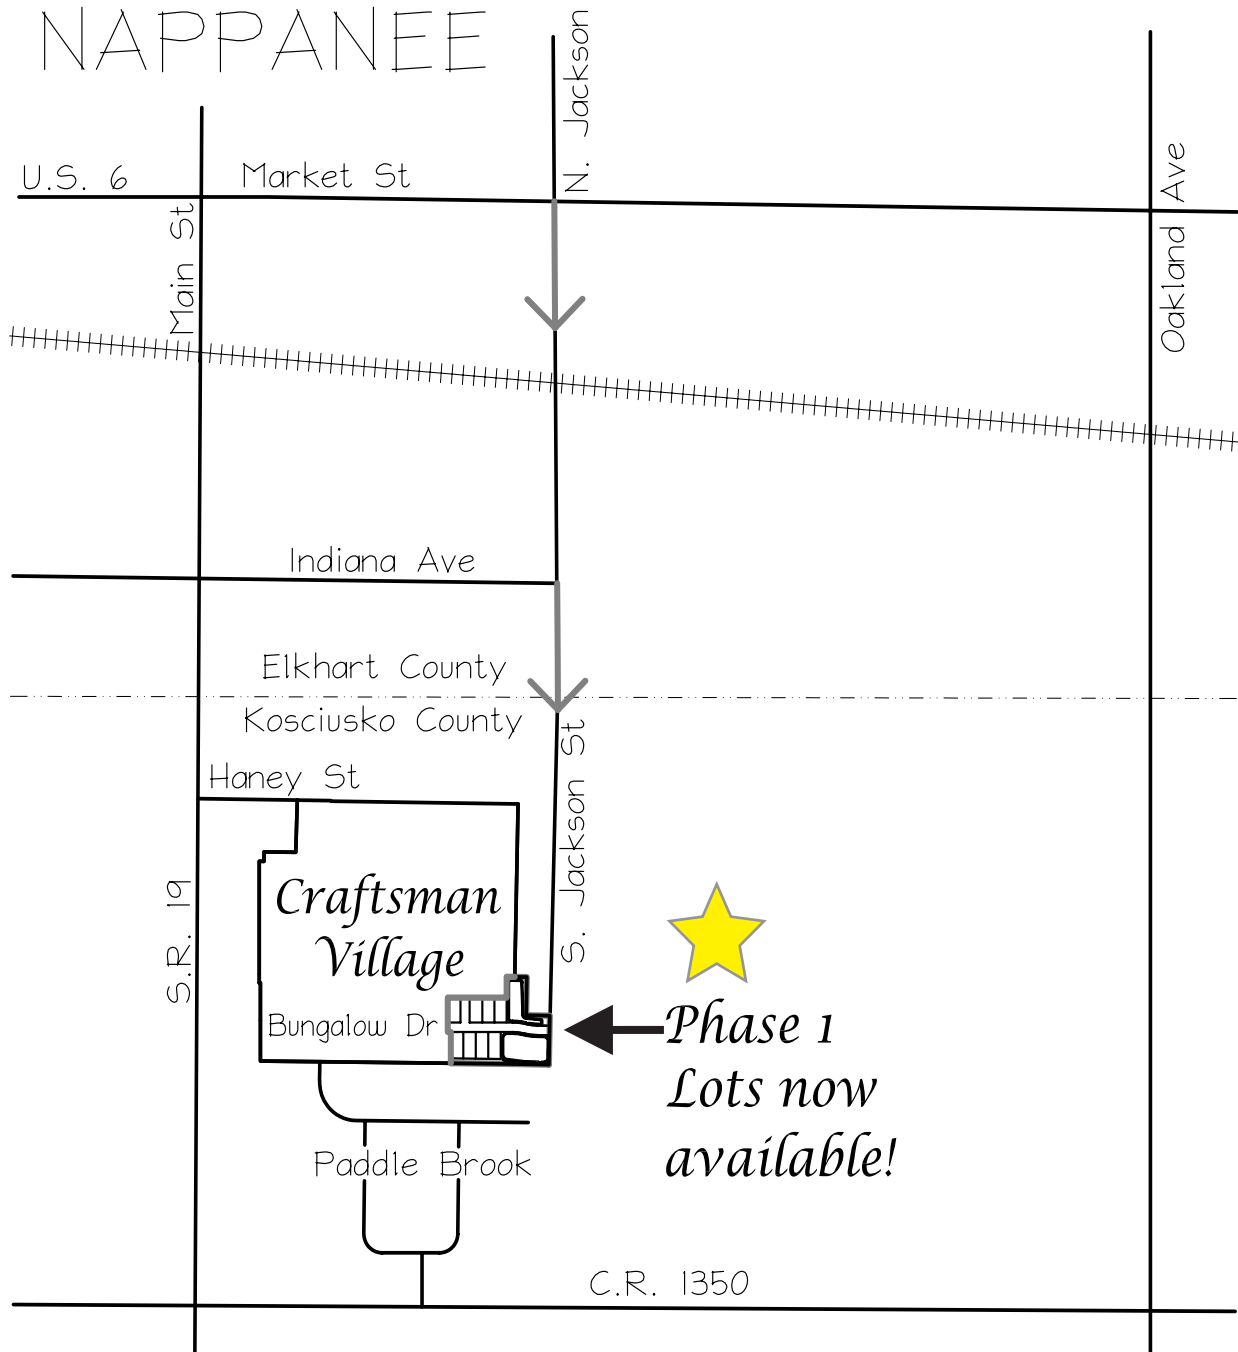 NAPPANEE
N. Jackson
U.S. 6
Market St
Oakland Ave
Main St
Indiana Ave
Elkhart County
Kosciusko County
S. Jackson St
Haney St
S.R. 19
Craftsman
Village
Bungalow Dr
Phase 1
Lots now
available!
Paddle Brook
C.R. 1350